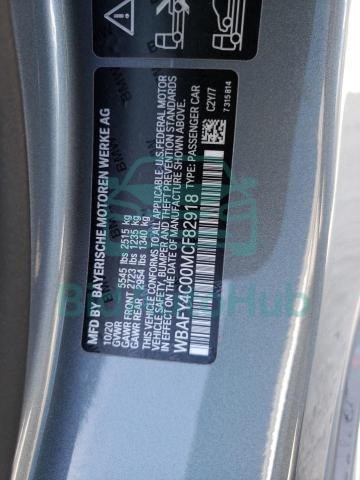 MFD BY BAYERISCHE MOTOREN WERKE AG
10/20
GVWR 5545 lbs 2515 kg
GAWR FRONT 2723 lbs 1235 kg
GAWR REAR 2954 lbs 1340 kg
THIS VEHICLE CONFORMS TO ALL APPLICABLE U.S. FEDERAL MOTOR
VEHICLE SAFETY, BUMPER AND THEFT PREVENTION STANDARDS IN
EFFECT ON THE DATE OF MANUFACTURE SHOWN ABOVE.
WBAFY4C00MCF82918 TYPE: PASSENGER CAR
C2Y/7
7 315 814